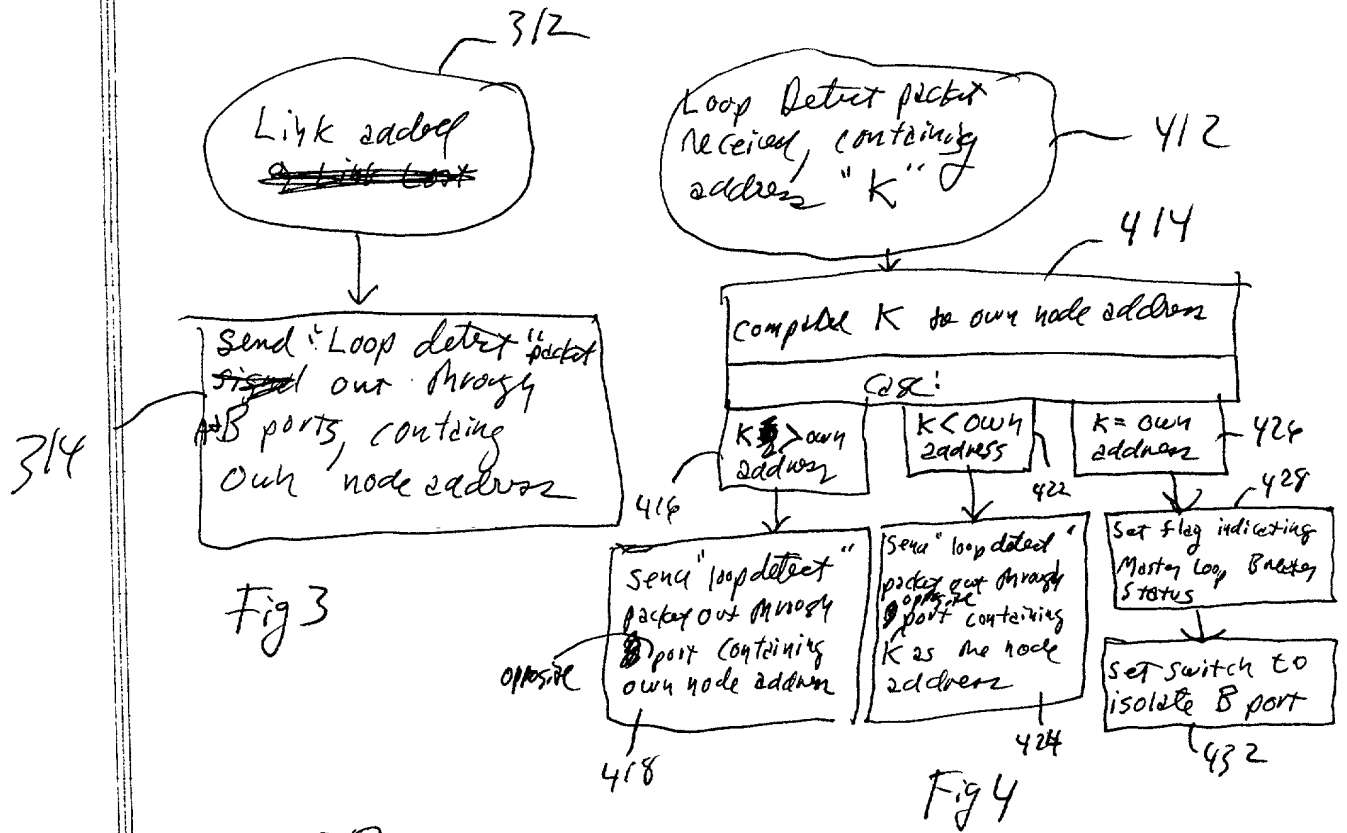 312
Link added
314
send "Loop detect" packet
out through
A+B ports, containg
own node address
Fig 3
Loop Detect packet
received, containing
address "K"
412
414
compared K to own node address
Case:
K > own
address
416
K < own
address
422
K = own
address
426
send "loop detect"
packet out through
opposite
port containing
own node address
418
send "loop detect"
packet out through
opposite
port containing
K as the node
address
424
428
Set flag indicating
Master Loop Breaker
Status
Set switch to
isolate B port
432
Fig 4